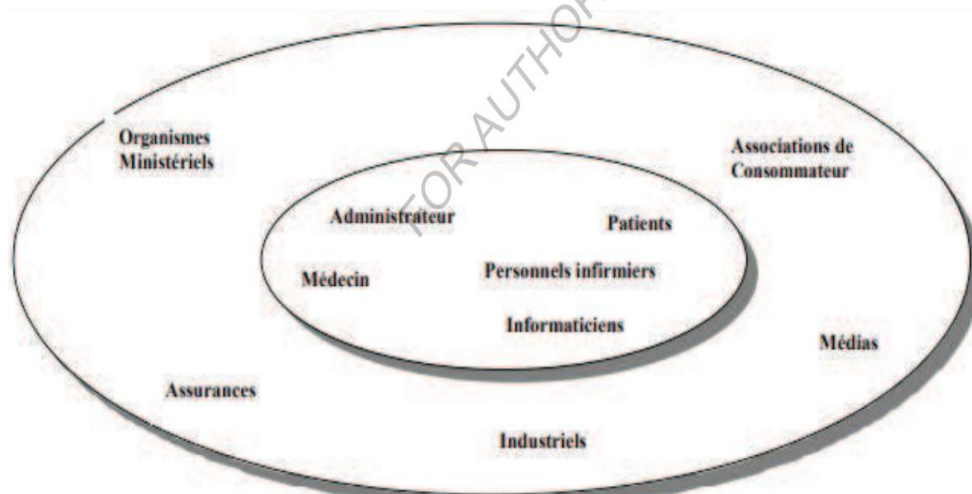 FOR AUTHOR
Organismes
Ministériels
Associations de
Consommateur
Administrateur
Patients
Médecin
Personnels infirmiers
Informaticiens
Médias
Assurances
Industriels